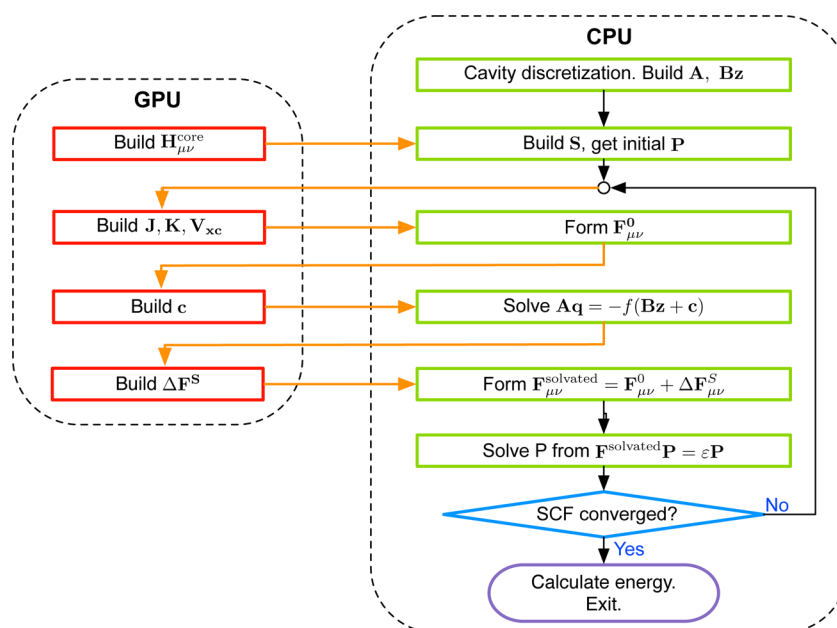 CPU
GPU
Cavity discretization. Build A, Bz
Build H^core_μν
Build S, get initial P
Build J, K, V_xc
Form F^0_μν
Build c
Solve Aq = −f(Bz + c)
Build ΔF^S
Form F^solvated_μν = F^0_μν + ΔF^S_μν
Solve P from F^solvated P = εP
SCF converged?
No
Yes
Calculate energy.
Exit.